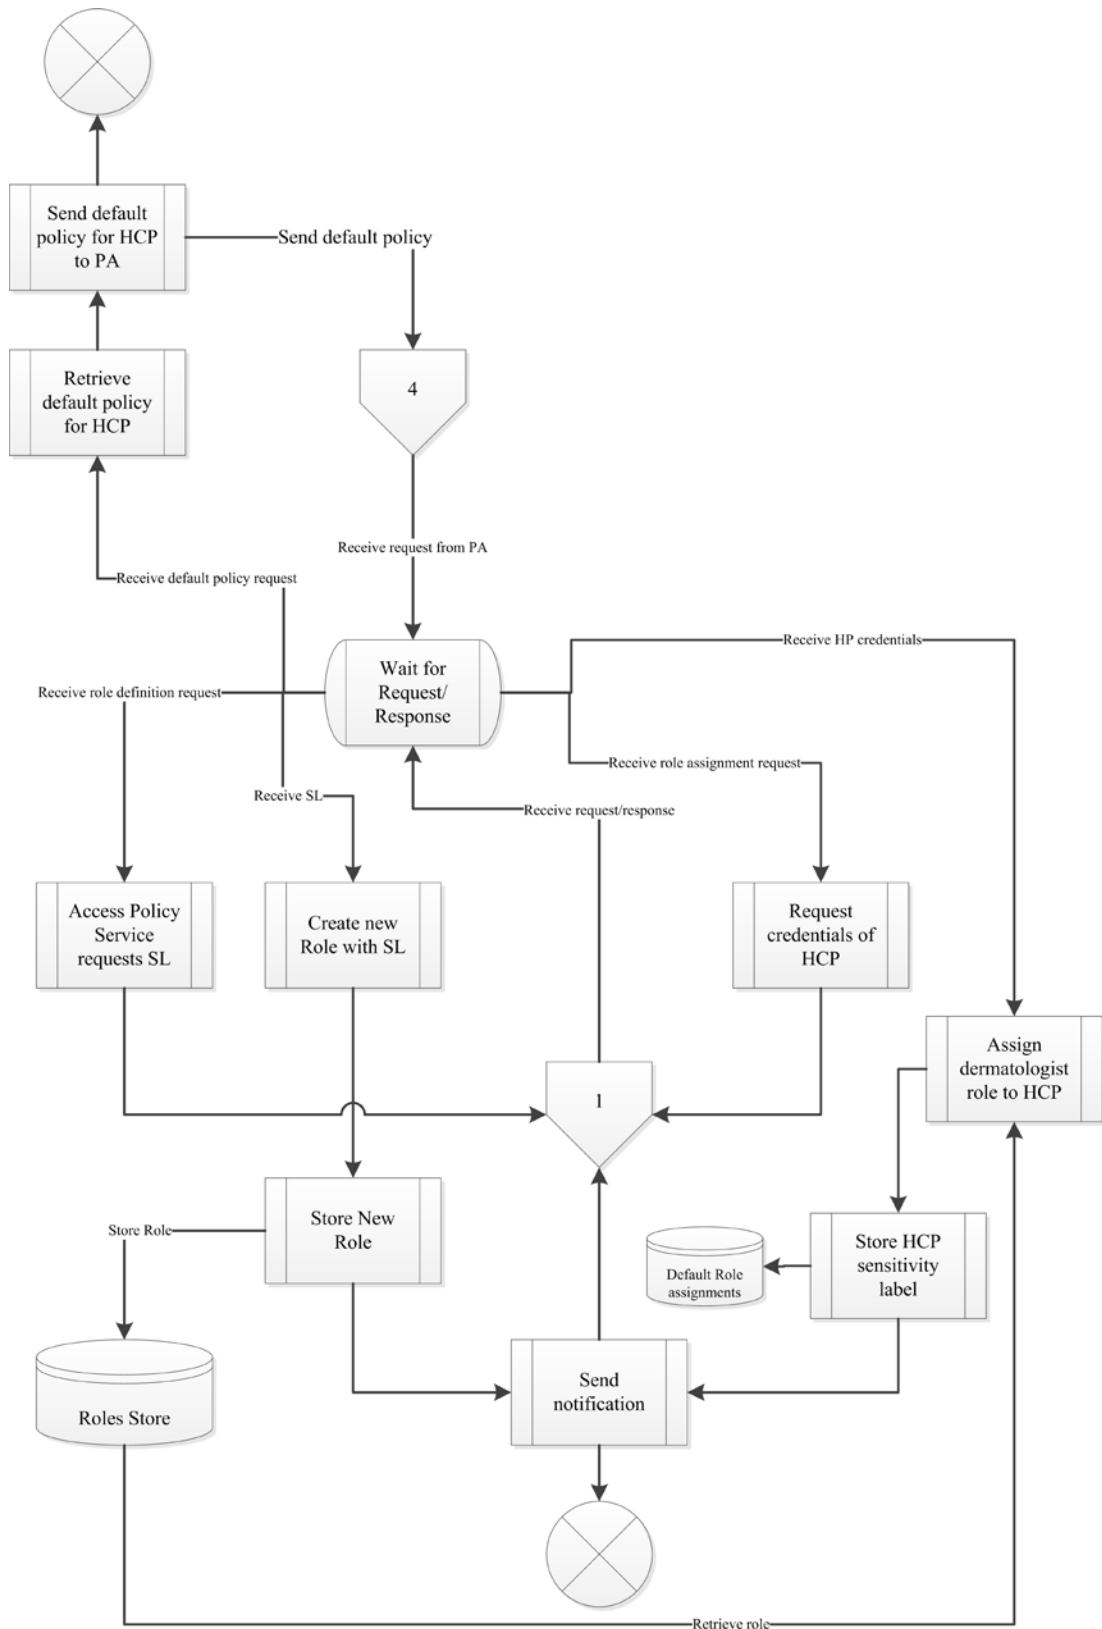 Send default
policy for HCP
to PA
Send default policy
Retrieve
default policy
for HCP
4
Receive request from PA
Receive default policy request
Receive HP credentials
Wait for
Request/
Response
Receive role definition request
Receive role assignment request
Receive SL
Receive request/response
Access Policy
Service
requests SL
Create new
Role with SL
Request
credentials of
HCP
Assign
dermatologist
role to HCP
1
Store New
Role
Store Role
Store HCP
sensitivity
label
Default Role
assignments
Send
notification
Roles Store
Retrieve role